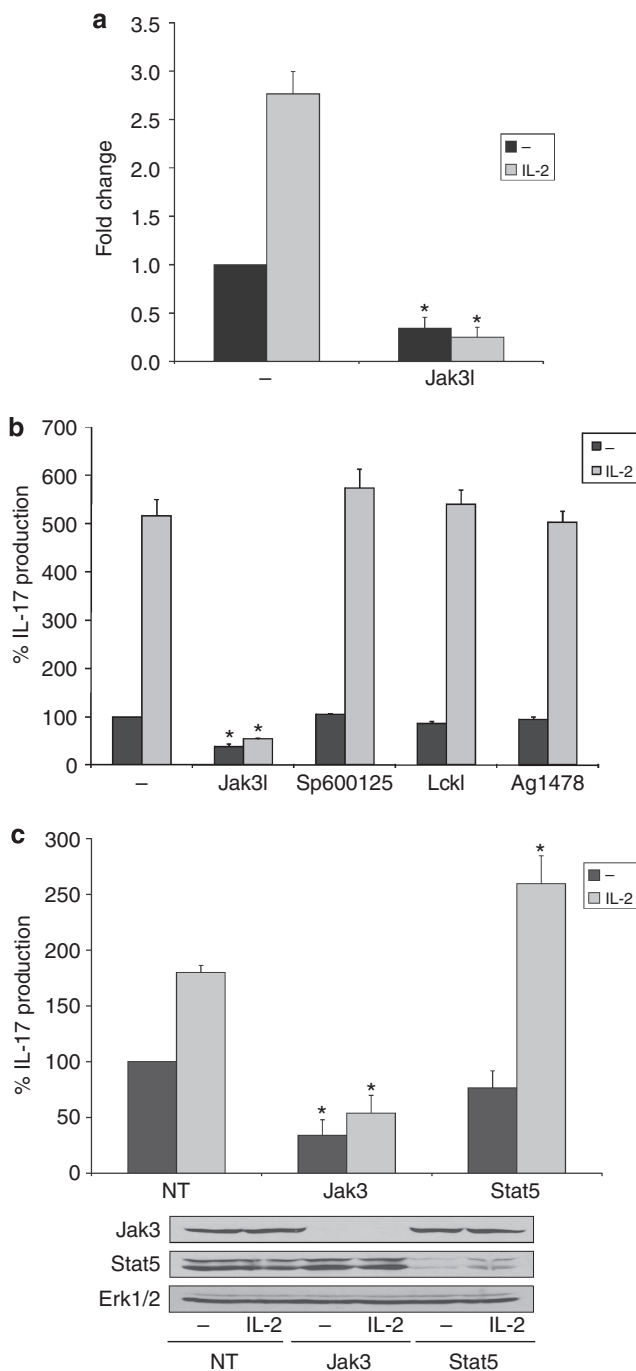 a
3.5
3.0
2.5
2.0
1.5
1.0
0.5
0.0
Fold change
–
IL-2
* *
– Jak3I
b
700
600
500
400
300
200
100
0
% IL-17 production
–
IL-2
* *
– Jak3I Sp600125 LckI Ag1478
c
300
250
200
150
100
50
0
% IL-17 production
–
IL-2
* * *
NT Jak3 Stat5
Jak3
Stat5
Erk1/2
– IL-2 – IL-2 – IL-2
NT Jak3 Stat5